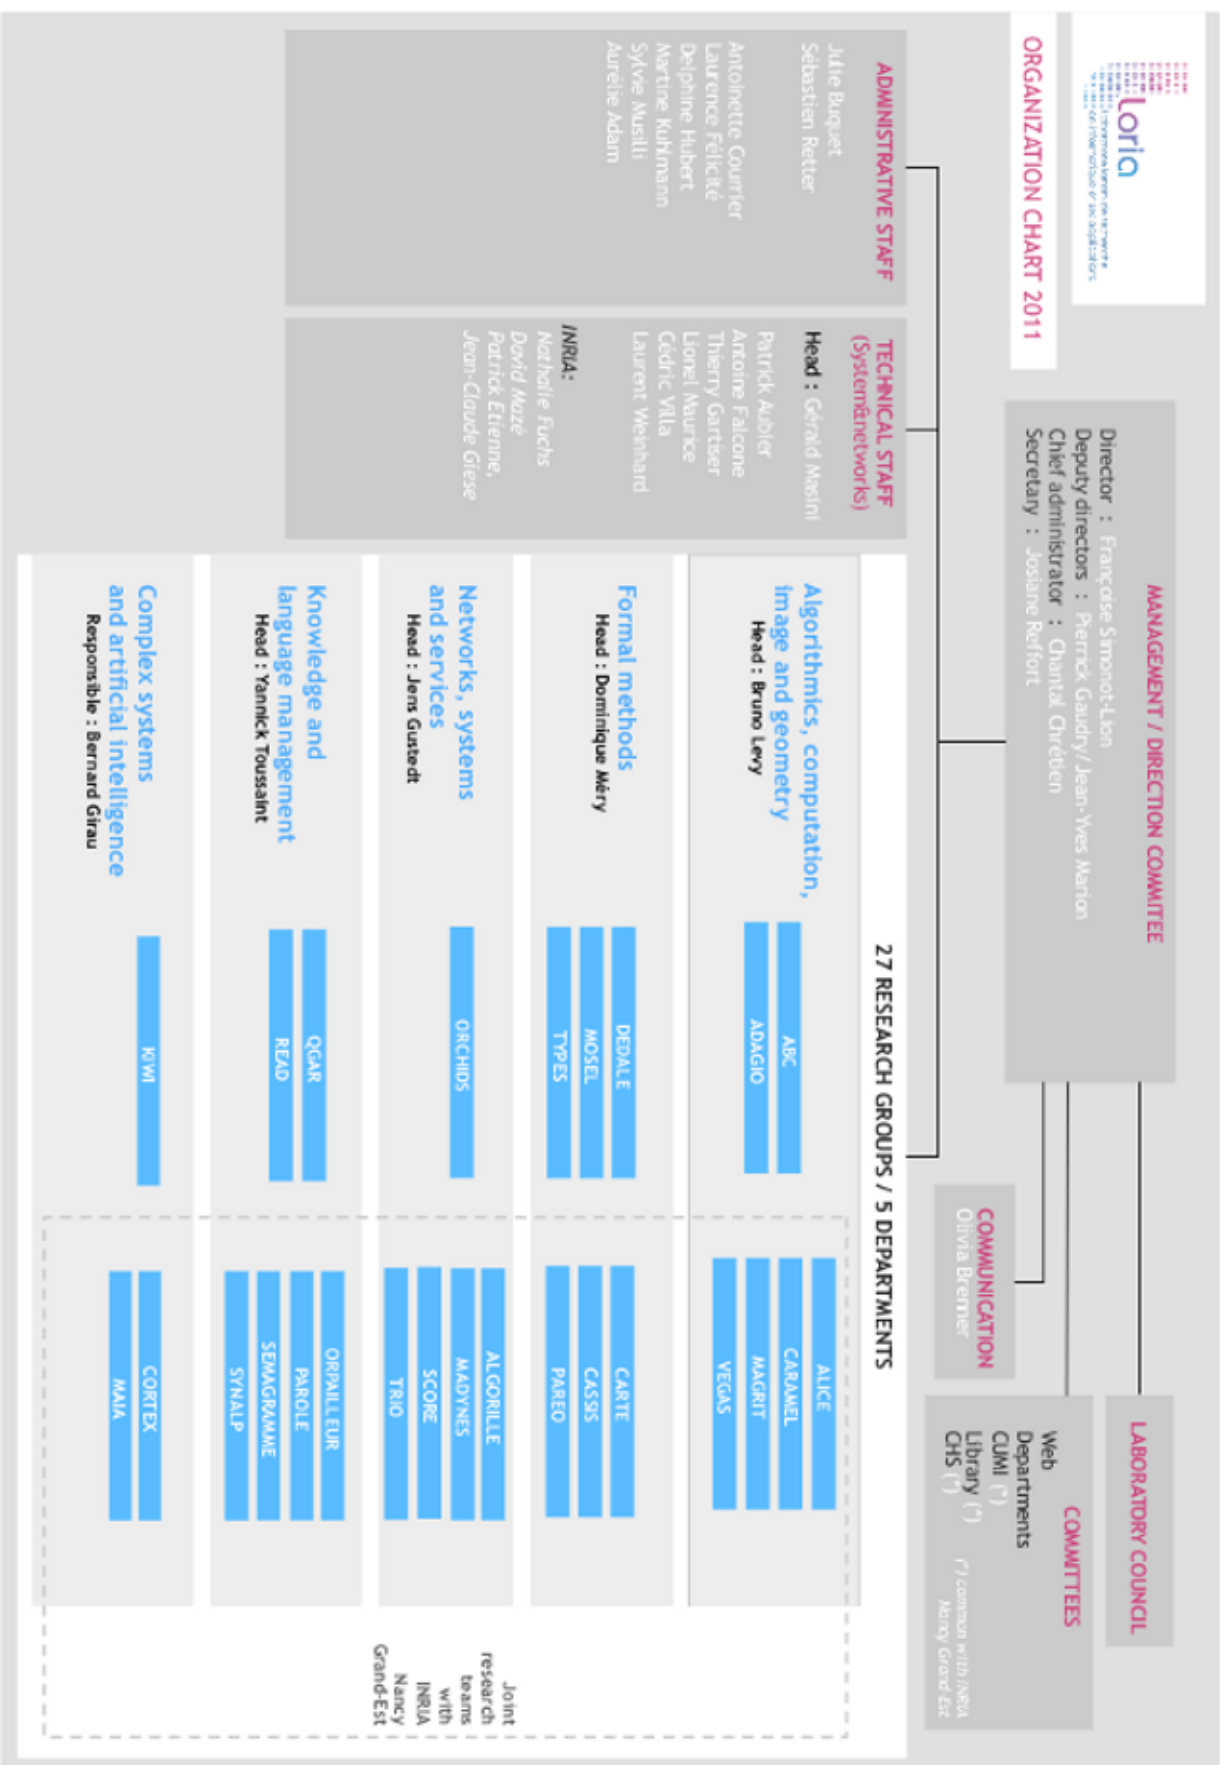 Loria
ORGANIZATION CHART 2011
MANAGEMENT / DIRECTION COMMITEE
Director : Françoise Simonot-Lion
Deputy directors : Pierrick Gaudry/Jean-Yves Marion
Chief administrator : Chantal Chrétien
Secretary : Josiane Reffort
LABORATORY COUNCIL
COMMITTEES
Web
Departments
CUMI (*)
Library (*)
CHS (*)
(*) common with INRIA
Nancy Grand-Est
COMMUNICATION
Olivia Brenner
ADMINISTRATIVE STAFF
Julie Buquet
Sébastien Retter
Antoinette Courrier
Laurence Félicité
Delphine Hubert
Martine Kuhlmann
Sylvie Musilli
Aurélie Adam
TECHNICAL STAFF
(System&networks)
Head : Gérald Masini
Patrick Aubler
Antoine Falcone
Thierry Gartiser
Lionel Maurice
Cédric Villa
Laurent Weinhard
INRIA:
Nathalie Fuchs
David Mazé
Patrick Etienne,
Jean-Claude Giese
27 RESEARCH GROUPS / 5 DEPARTMENTS
Algorithmics, computation,
image and geometry
Head : Bruno Levy
ABC
ADAGIO
ALICE
CARAMEL
MAGRIT
VEGAS
Formal methods
Head : Dominique Méry
DEDALE
MOSEL
TYPES
CARTE
CASSIS
PAREO
Networks, systems
and services
Head : Jens Gustedt
ORCHIDS
ALGORILLE
MADYNES
SCORE
TRIO
Knowledge and
language management
Head : Yannick Toussaint
QGAR
READ
ORPAILLEUR
PAROLE
SEMAGRAMME
SYNALP
Complex systems
and artificial intelligence
Responsible : Bernard Girau
KIWI
CORTEX
MAIA
Joint
research
teams
with
INRIA
Nancy
Grand-Est